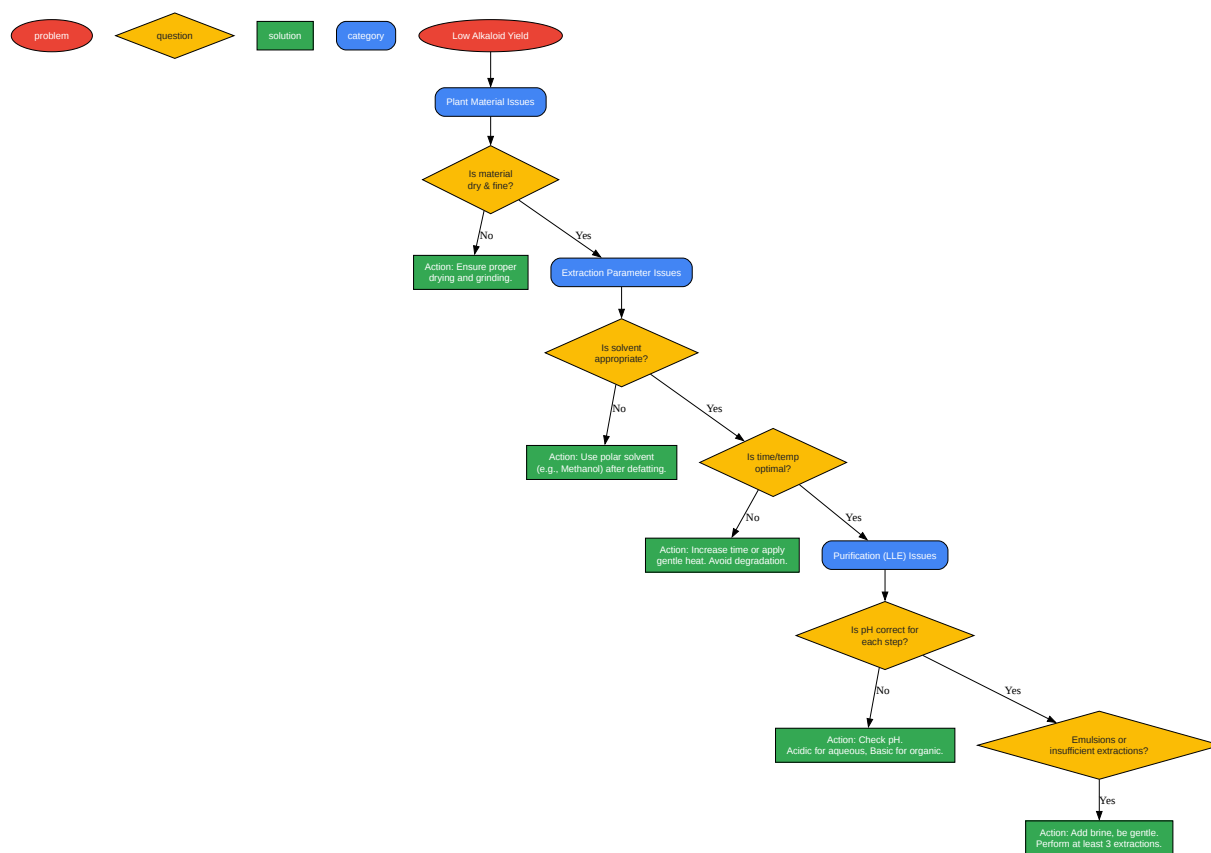 problem
question
solution
category
Low Alkaloid Yield
Plant Material Issues
Is material
dry & fine?
No
Yes
Action: Ensure proper
drying and grinding.
Extraction Parameter Issues
Is solvent
appropriate?
No
Yes
Action: Use polar solvent
(e.g., Methanol) after defatting.
Is time/temp
optimal?
No
Yes
Action: Increase time or apply
gentle heat. Avoid degradation.
Purification (LLE) Issues
Is pH correct for
each step?
No
Yes
Action: Check pH.
Acidic for aqueous, Basic for organic.
Emulsions or
insufficient extractions?
Yes
Action: Add brine, be gentle.
Perform at least 3 extractions.